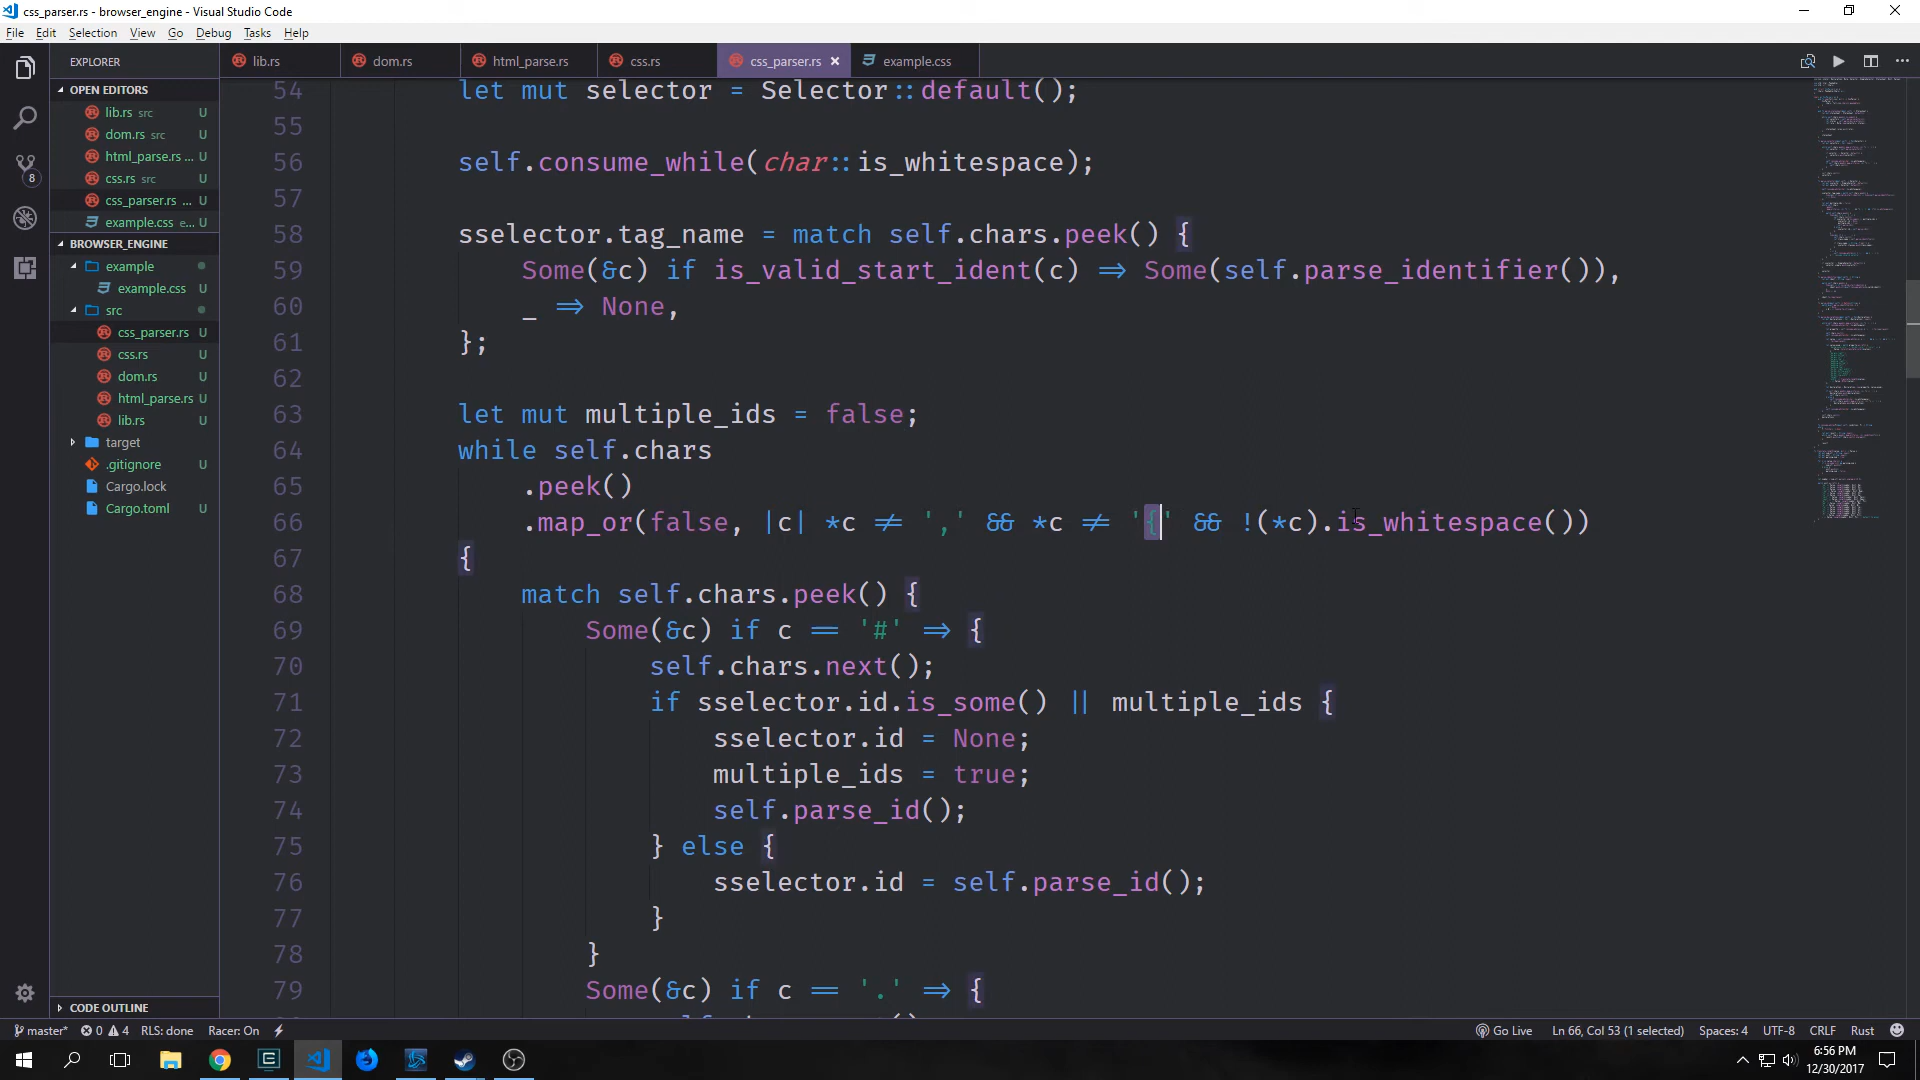 css_parser.rs - browser_engine - Visual Studio Code
File Edit Selection View Go Debug Tasks Help
EXPLORER
lib.rs dom.rs html_parse.rs css.rs css_parser.rs × example.css
OPEN EDITORS
lib.rs src U
dom.rs src U
html_parse.rs ... U
css.rs src U
css_parser.rs ... U
example.css e... U
BROWSER_ENGINE
example
example.css U
src
css_parser.rs U
css.rs U
dom.rs U
html_parse.rs U
lib.rs U
target
.gitignore U
Cargo.lock
Cargo.toml U
CODE OUTLINE
8
54 let mut selector = Selector::default();
55
56 self.consume_while(char::is_whitespace);
57
58 sselector.tag_name = match self.chars.peek() {
59 Some(&c) if is_valid_start_ident(c) => Some(self.parse_identifier()),
60 _ => None,
61 };
62
63 let mut multiple_ids = false;
64 while self.chars
65 .peek()
66 .map_or(false, |c| *c != ',' && *c != '{' && !(*c).is_whitespace())
67 {
68 match self.chars.peek() {
69 Some(&c) if c == '#' => {
70 self.chars.next();
71 if sselector.id.is_some() || multiple_ids {
72 sselector.id = None;
73 multiple_ids = true;
74 self.parse_id();
75 } else {
76 sselector.id = self.parse_id();
77 }
78 }
79 Some(&c) if c == '.' => {
master* 0 4 RLS: done Racer: On Go Live Ln 66, Col 53 (1 selected) Spaces: 4 UTF-8 CRLF Rust
6:56 PM
12/30/2017